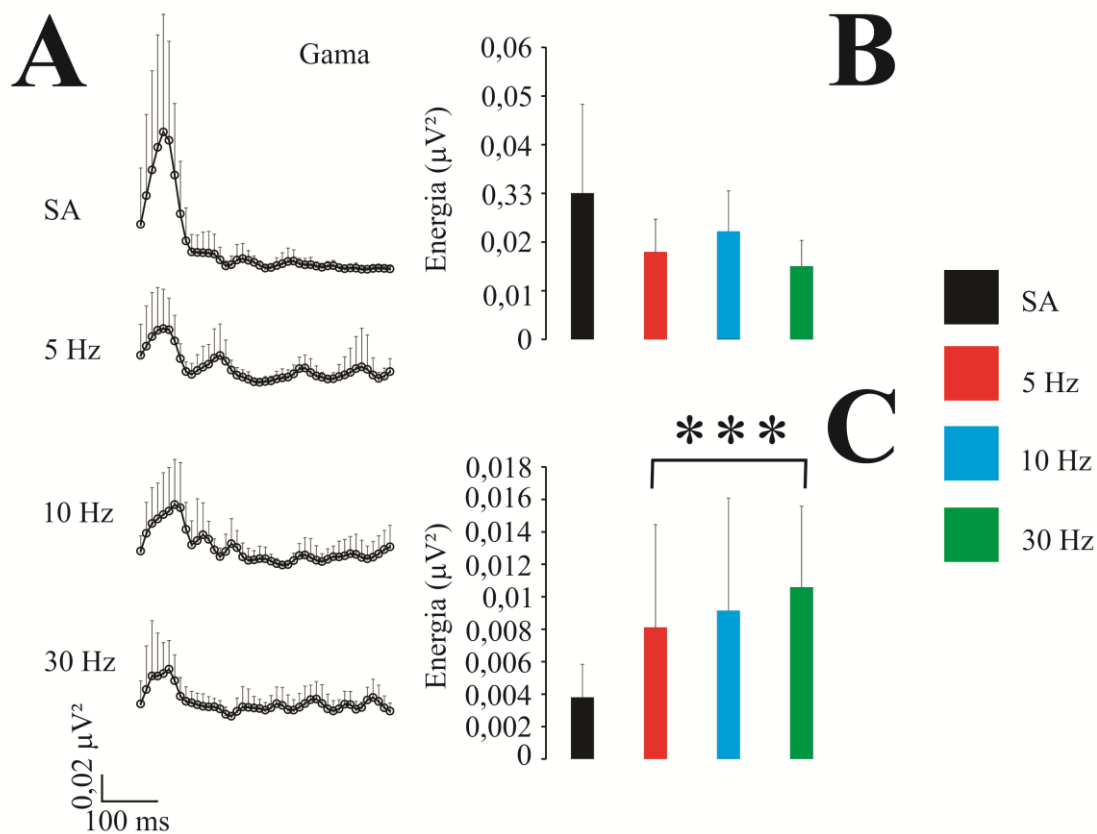 A
Gama
SA
5 Hz
10 Hz
30 Hz
0,02 µV²
100 ms
B
Energia (µV²)
0,06
0,05
0,04
0,33
0,02
0,01
0
C
***
Energia (µV²)
0,018
0,016
0,014
0,012
0,01
0,008
0,006
0,004
0,002
0
SA
5 Hz
10 Hz
30 Hz